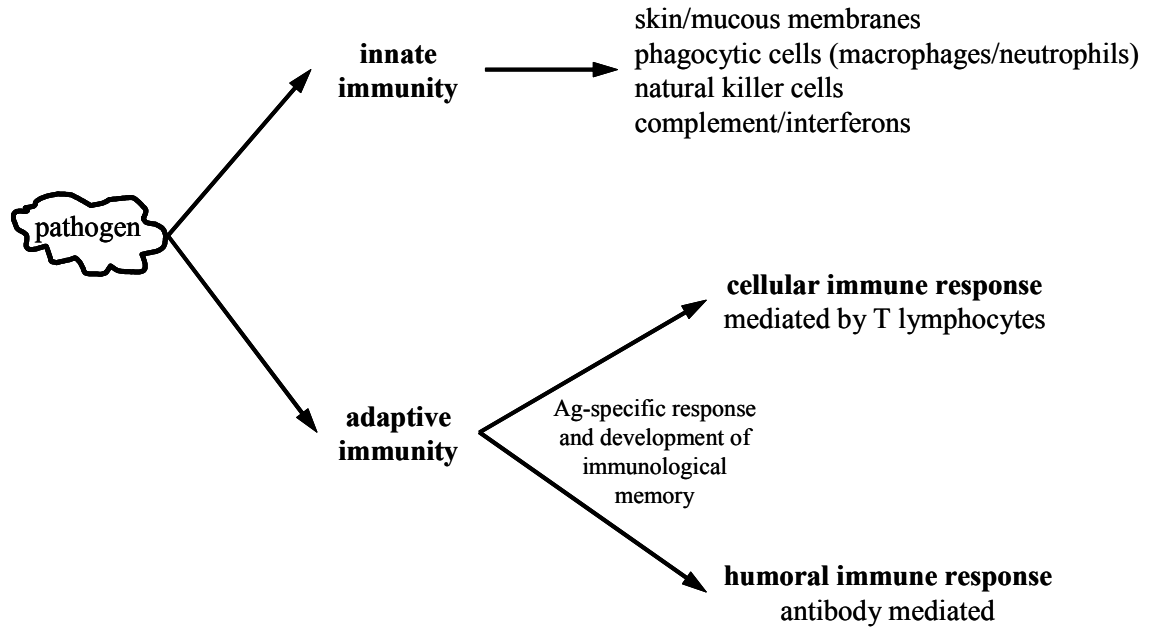 skin/mucous membranes
innate
immunity
phagocytic cells (macrophages/neutrophils)
natural killer cells
complement/interferons
pathogen
cellular immune response
mediated by T lymphocytes
adaptive
immunity
Ag-specific response
and development of
immunological
memory
humoral immune response
antibody mediated